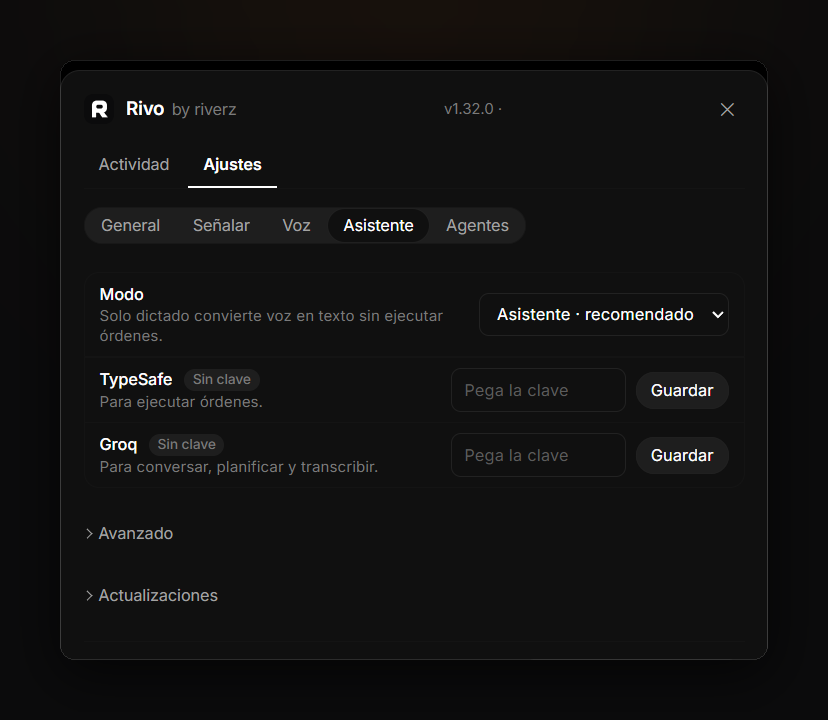 Rivo by riverz
v1.32.0 ·
Actividad
Ajustes
General
Señalar
Voz
Asistente
Agentes
Modo
Solo dictado convierte voz en texto sin ejecutar
órdenes.
Asistente · recomendado
TypeSafe
Sin clave
Para ejecutar órdenes.
Pega la clave
Guardar
Groq
Sin clave
Para conversar, planificar y transcribir.
Pega la clave
Guardar
Avanzado
Actualizaciones